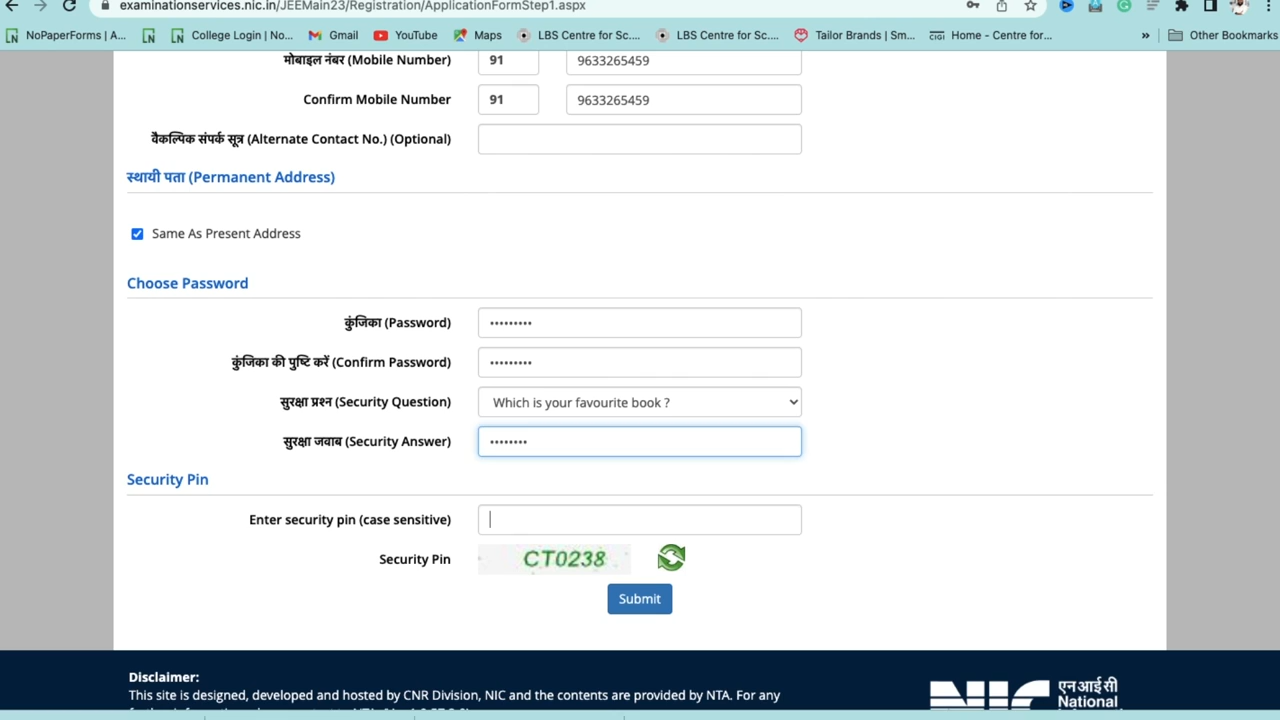 examinationservices.nic.in/JEEMain23/Registration/ApplicationFormStep1.aspx
NoPaperForms | A... College Login | No... Gmail YouTube Maps LBS Centre for Sc.... LBS Centre for Sc.... Tailor Brands | Sm... CIGI Home - Centre for... » Other Bookmarks
मोबाइल नंबर (Mobile Number) 91 9633265459
Confirm Mobile Number 91 9633265459
वैकल्पिक संपर्क सूत्र (Alternate Contact No.) (Optional)
स्थायी पता (Permanent Address)
Same As Present Address
Choose Password
कुंजिका (Password) •••••••••
कुंजिका की पुष्टि करें (Confirm Password) •••••••••
सुरक्षा प्रश्न (Security Question) Which is your favourite book ?
सुरक्षा जवाब (Security Answer) ••••••••
Security Pin
Enter security pin (case sensitive)
Security Pin CT0238
Submit
Disclaimer:
This site is designed, developed and hosted by CNR Division, NIC and the contents are provided by NTA. For any
NIC एनआईसी
National